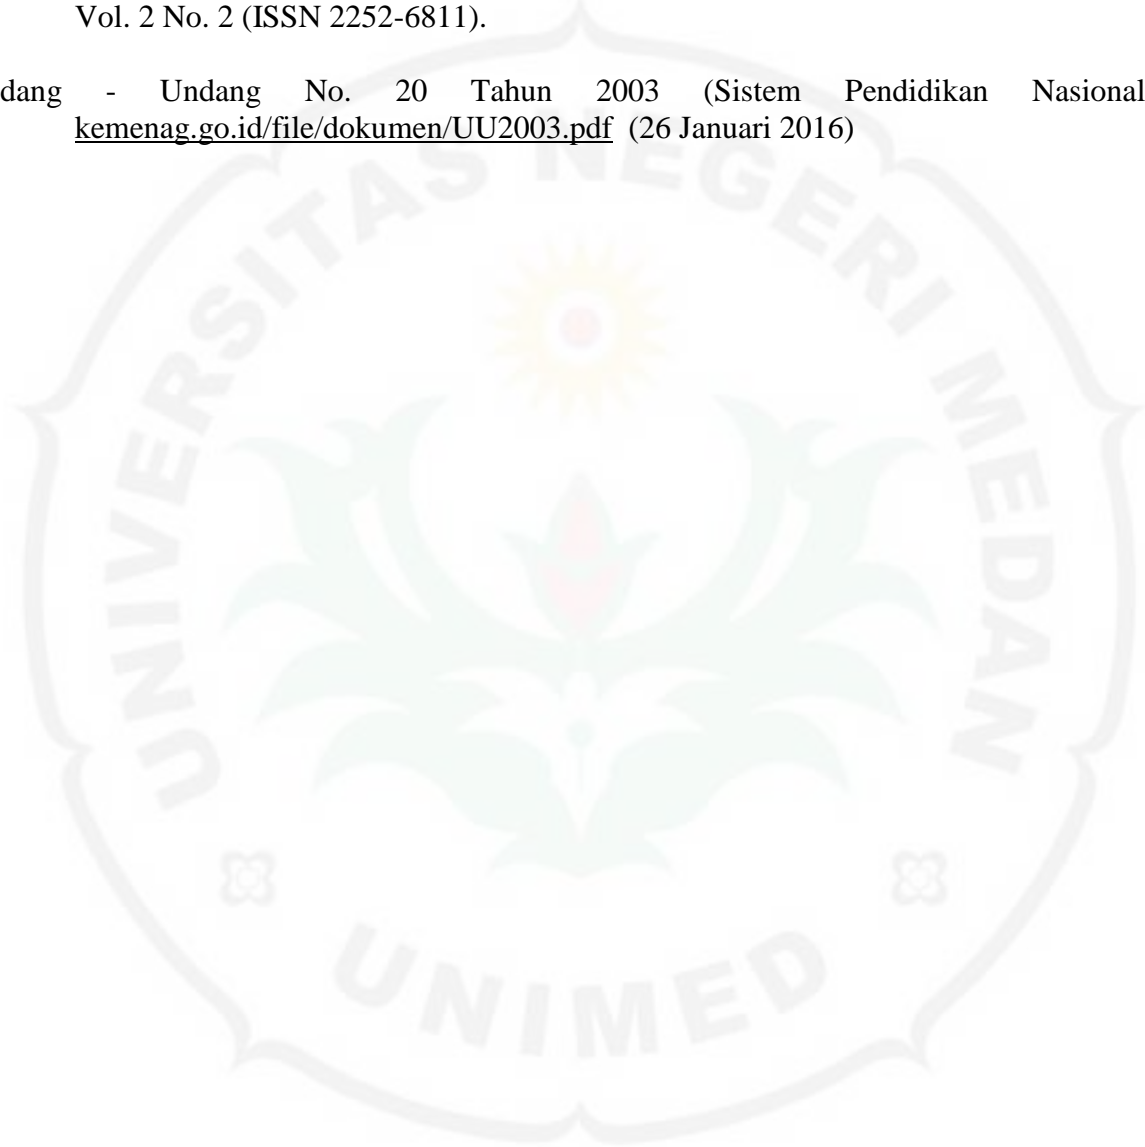 Vol. 2 No. 2 (ISSN 2252-6811).
dang - Undang No. 20 Tahun 2003 (Sistem Pendidikan Nasional
kemenag.go.id/file/dokumen/UU2003.pdf (26 Januari 2016)
UNIVERSITAS NEGERI MEDAN
UNIMED